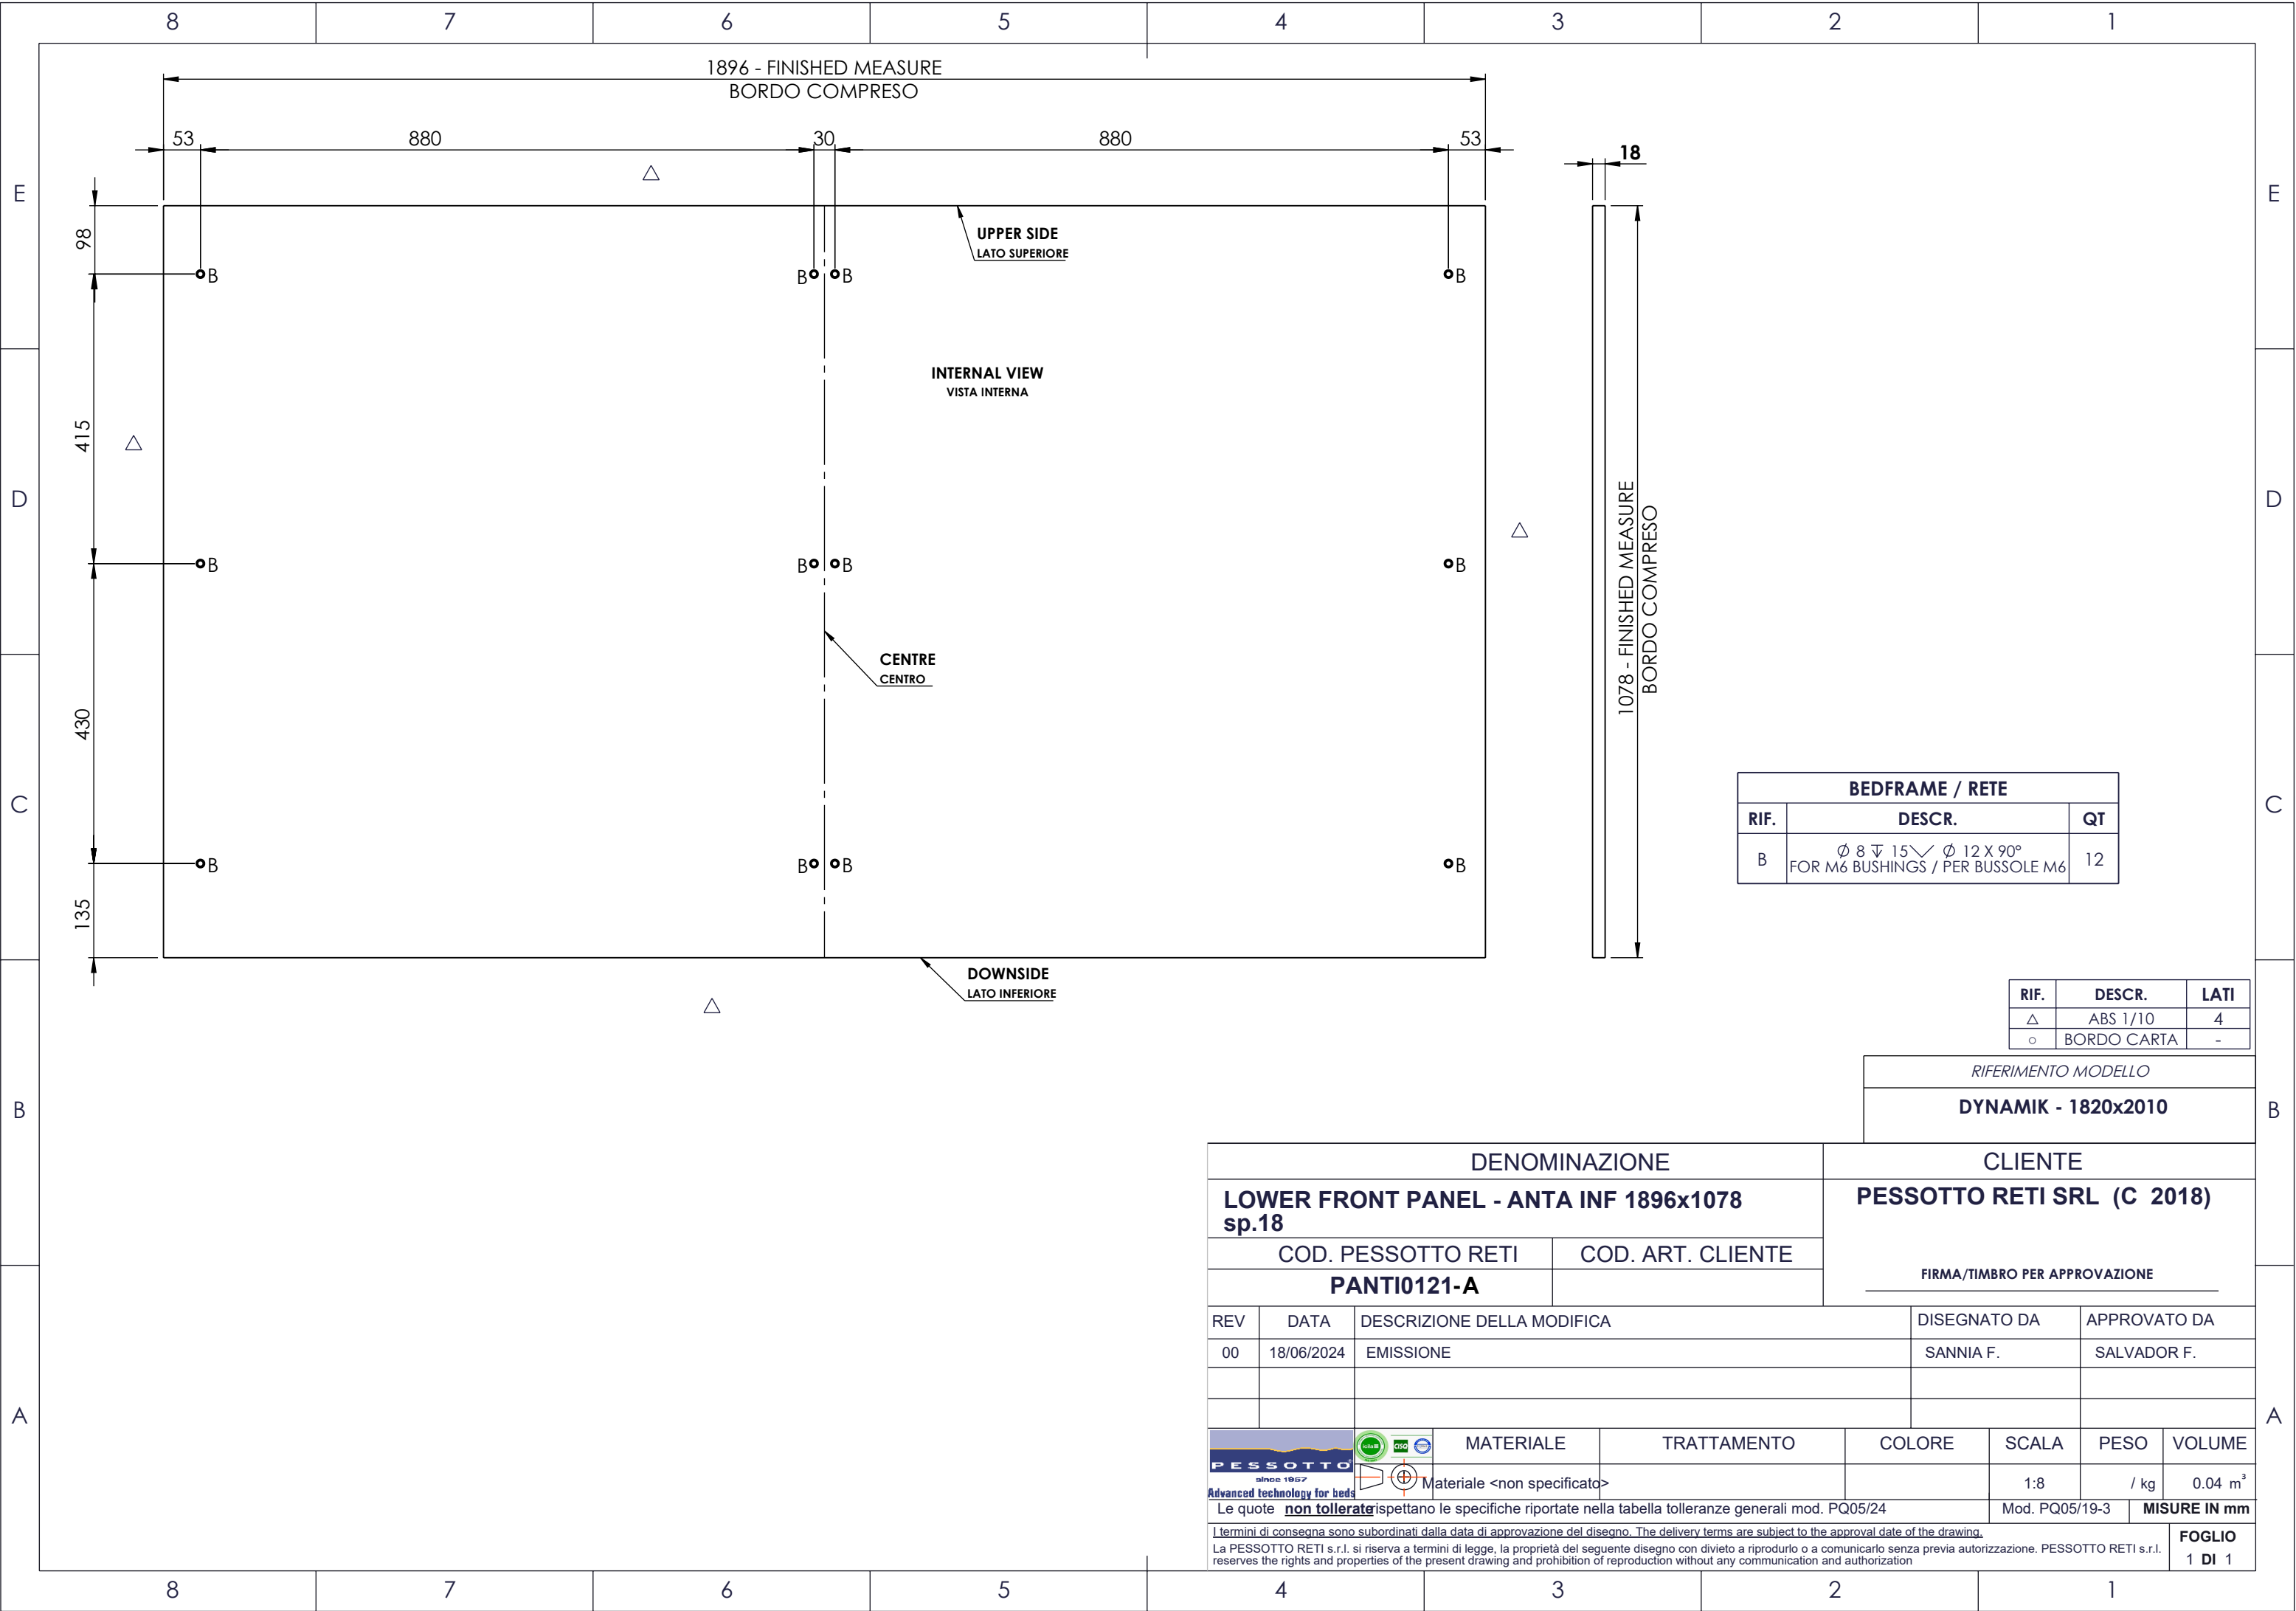 8 7 6 5 4 3 2 1
1896 - FINISHED MEASURE
BORDO COMPRESO
53 880 30 880 53
18
E E
98
UPPER SIDE
LATO SUPERIORE
B B B B
INTERNAL VIEW
VISTA INTERNA
415
D D
1078 - FINISHED MEASURE
BORDO COMPRESO
B B B B
CENTRE
CENTRO
430
C C
BEDFRAME / RETE
RIF. DESCR. QT
B ∅ 8 ↧ 15 ⌵ ∅ 12 X 90° 12
FOR M6 BUSHINGS / PER BUSSOLE M6
B B B B
135
DOWNSIDE
LATO INFERIORE
RIF. DESCR. LATI
△ ABS 1/10 4
○ BORDO CARTA -
B B
RIFERIMENTO MODELLO
DYNAMIK - 1820x2010
DENOMINAZIONE CLIENTE
LOWER FRONT PANEL - ANTA INF 1896x1078
sp.18
PESSOTTO RETI SRL (C 2018)
COD. PESSOTTO RETI COD. ART. CLIENTE
PANTI0121-A
FIRMA/TIMBRO PER APPROVAZIONE
REV DATA DESCRIZIONE DELLA MODIFICA DISEGNATO DA APPROVATO DA
00 18/06/2024 EMISSIONE SANNIA F. SALVADOR F.
A A
PESSOTTO
since 1957
Advanced technology for beds
CISQ
MATERIALE TRATTAMENTO COLORE SCALA PESO VOLUME
Materiale <non specificato> 1:8 / kg 0.04 m³
Le quote non tollerate rispettano le specifiche riportate nella tabella tolleranze generali mod. PQ05/24 Mod. PQ05/19-3 MISURE IN mm
I termini di consegna sono subordinati dalla data di approvazione del disegno. The delivery terms are subject to the approval date of the drawing.
La PESSOTTO RETI s.r.l. si riserva a termini di legge, la proprietà del seguente disegno con divieto a riprodurlo o a comunicarlo senza previa autorizzazione. PESSOTTO RETI s.r.l.
reserves the rights and properties of the present drawing and prohibition of reproduction without any communication and authorization
FOGLIO
1 DI 1
8 7 6 5 4 3 2 1